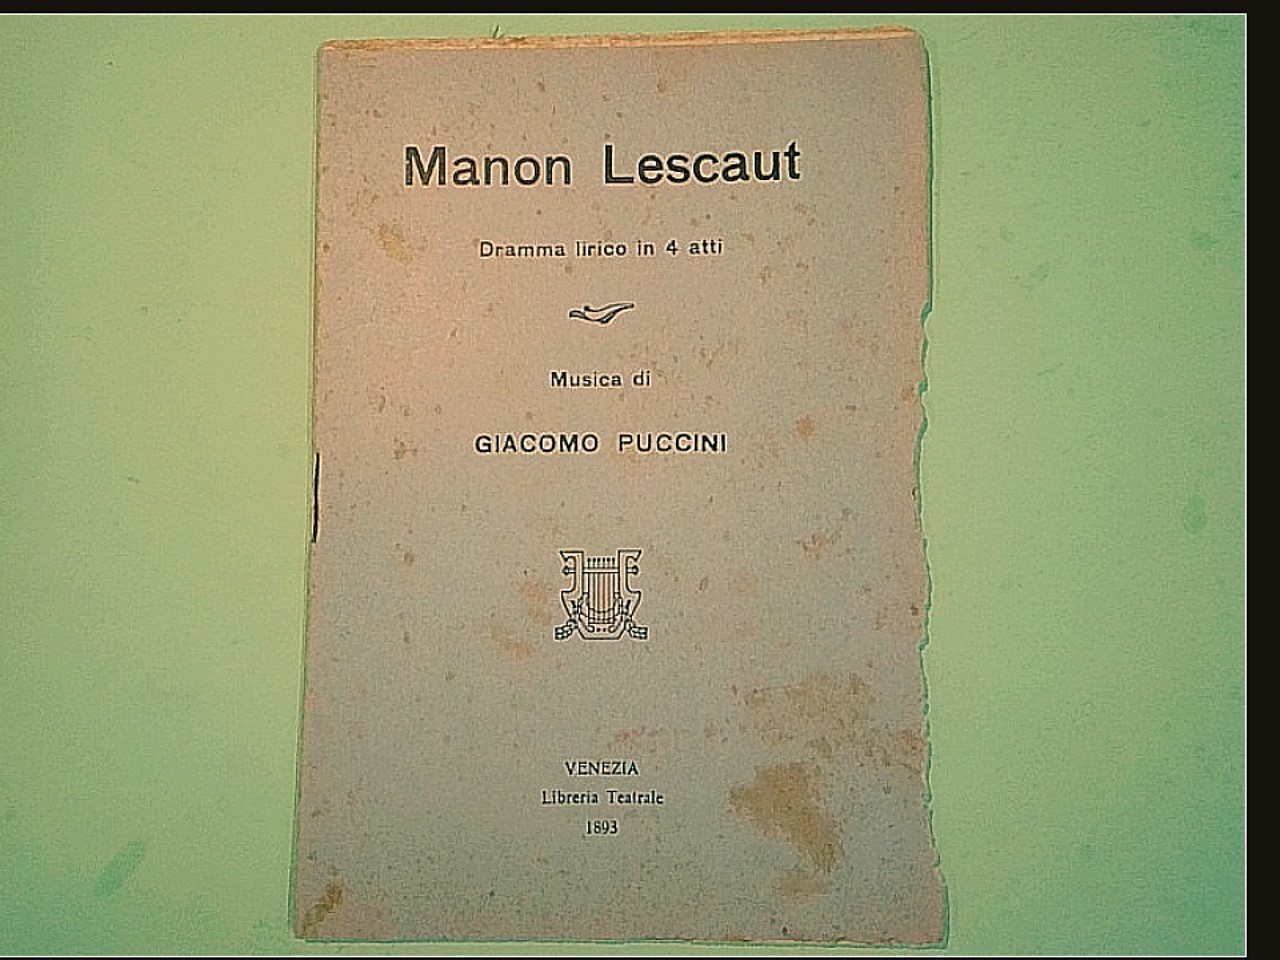 Manon Lescaut
Dramma lirico in 4 atti
Musica di
GIACOMO PUCCINI
VENEZIA
Libreria Teatrale
1893